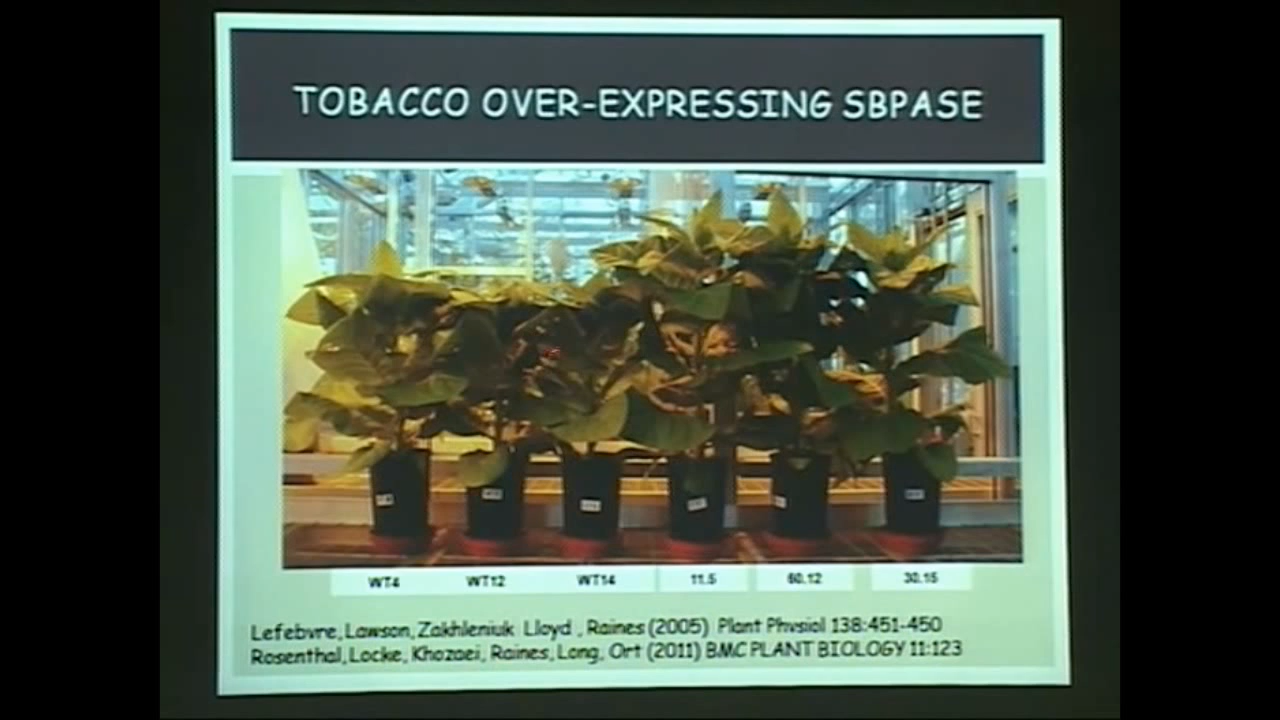 TOBACCO OVER-EXPRESSING SBPASE
WT4 WT12 WT14 11.5 60.12 30.15
Lefebvre, Lawson, Zakhleniuk Lloyd , Raines (2005) Plant Physiol 138:451-450
Rosenthal, Locke, Khozaei, Raines, Long, Ort (2011) BMC PLANT BIOLOGY 11:123